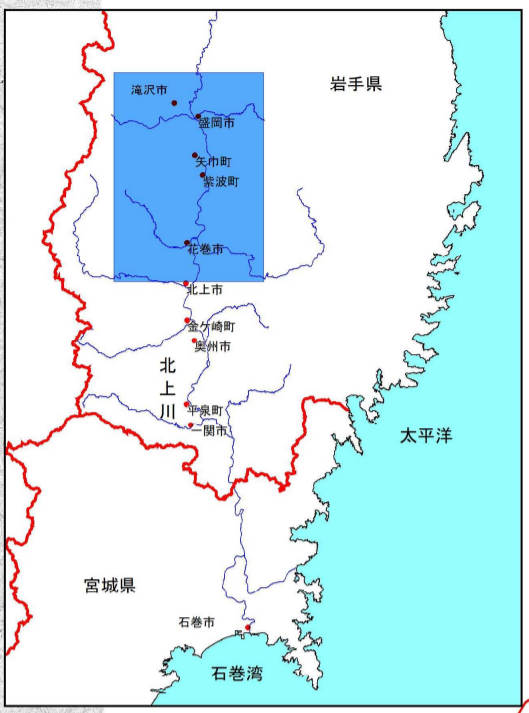 滝沢市
岩手県
盛岡市
矢巾町
紫波町
花巻市
北上市
金ケ崎町
奥州市
北上川
平泉町
一関市
太平洋
宮城県
石巻市
石巻湾